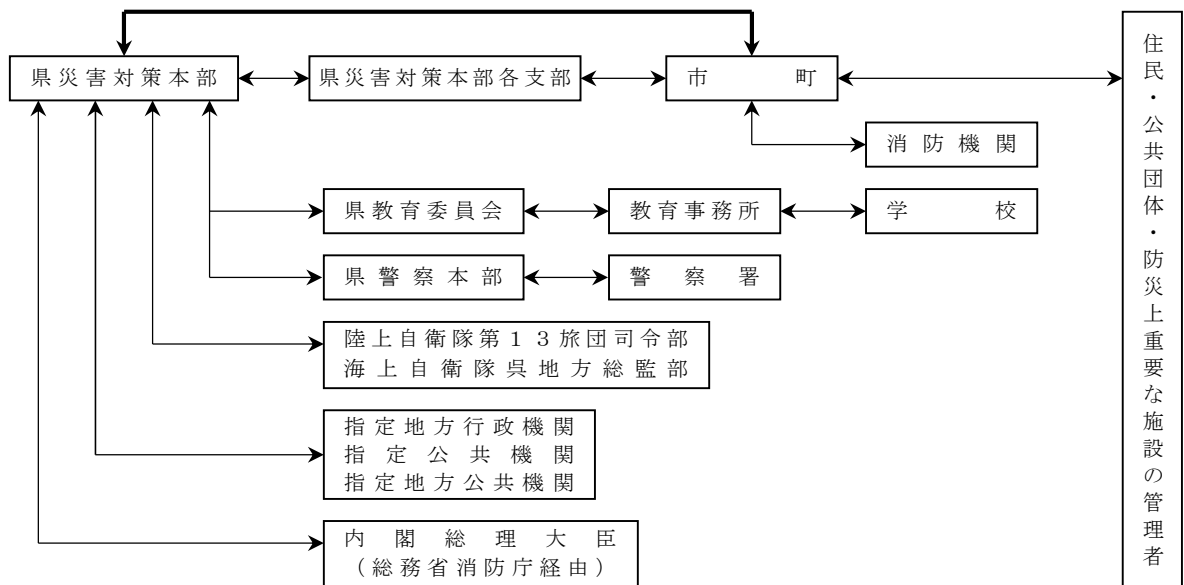 県災害対策本部
県災害対策本部各支部
市町
消防機関
県教育委員会
教育事務所
学校
県警察本部
警察署
陸上自衛隊第１３旅団司令部
海上自衛隊呉地方総監部
指定地方行政機関
指定公共機関
指定地方公共機関
内閣総理大臣
（総務省消防庁経由）
住民・公共団体・防災上重要な施設の管理者